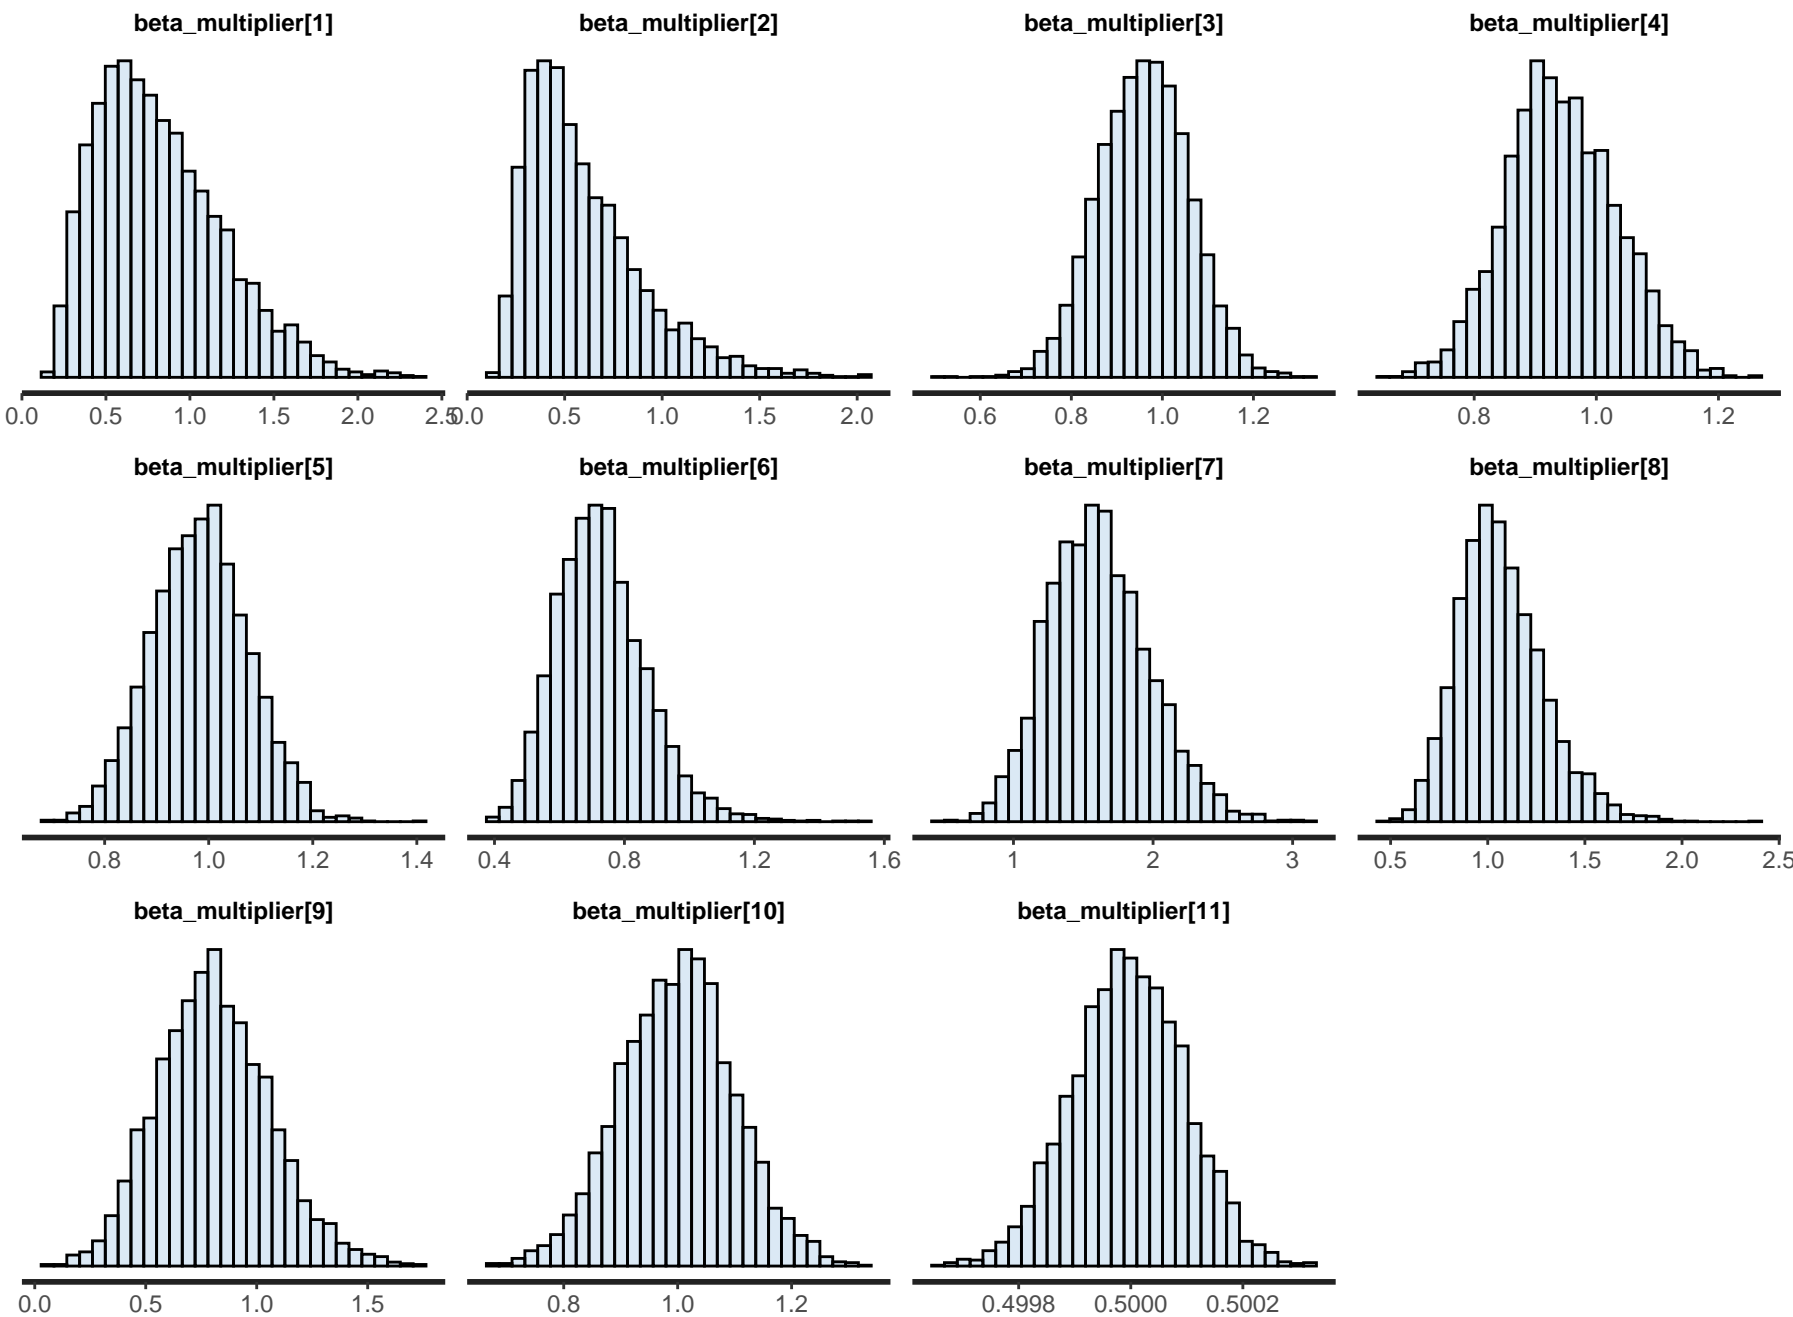 beta_multiplier[1] beta_multiplier[2] beta_multiplier[3] beta_multiplier[4]
0.0 0.5 1.0 1.5 2.0 2.5 0.0 0.5 1.0 1.5 2.0 0.6 0.8 1.0 1.2 0.8 1.0 1.2
beta_multiplier[5] beta_multiplier[6] beta_multiplier[7] beta_multiplier[8]
0.8 1.0 1.2 1.4 0.4 0.8 1.2 1.6 1 2 3 0.5 1.0 1.5 2.0 2.5
beta_multiplier[9] beta_multiplier[10] beta_multiplier[11]
0.0 0.5 1.0 1.5 0.8 1.0 1.2 0.4998 0.5000 0.5002